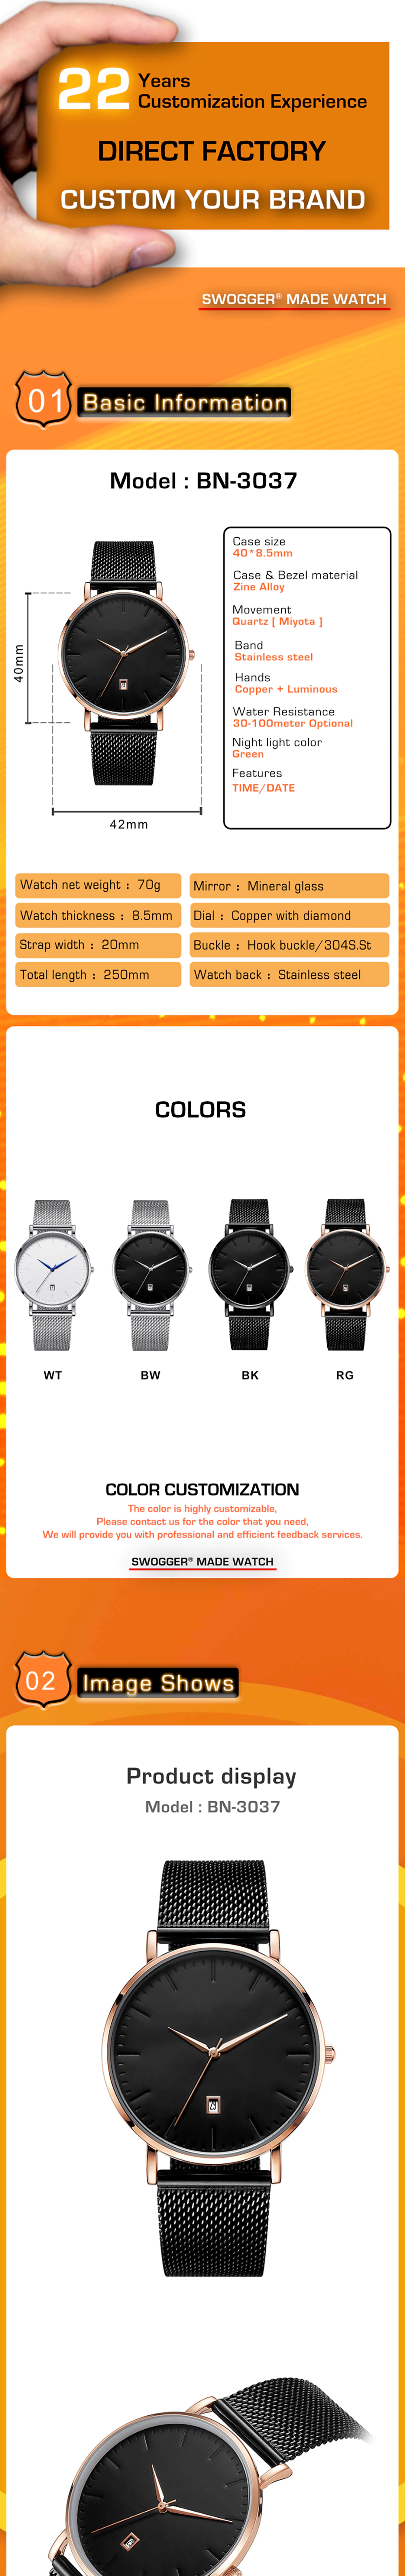 22 Years
Customization Experience
DIRECT FACTORY
CUSTOM YOUR BRAND
SWOGGER® MADE WATCH
01 Basic Information
Model : BN-3037
Case size
40*8.5mm
Case & Bezel material
Zine Alloy
Movement
Quartz [ Miyota ]
Band
Stainless steel
Hands
Copper + Luminous
Water Resistance
30-100meter Optional
Night light color
Green
Features
TIME/DATE
40mm
42mm
Watch net weight : 70g
Mirror : Mineral glass
Watch thickness : 8.5mm
Dial : Copper with diamond
Strap width : 20mm
Buckle : Hook buckle/304S.St
Total length : 250mm
Watch back : Stainless steel
COLORS
WT BW BK RG
COLOR CUSTOMIZATION
The color is highly customizable,
Please contact us for the color that you need,
We will provide you with professional and efficient feedback services.
SWOGGER® MADE WATCH
02 Image Shows
Product display
Model : BN-3037